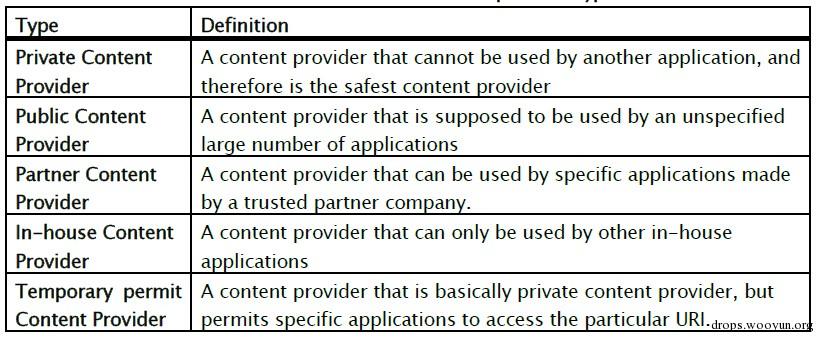 Type Definition
Private Content A content provider that cannot be used by another application, and
Provider therefore is the safest content provider
Public Content A content provider that is supposed to be used by an unspecified
Provider large number of applications
Partner Content A content provider that can be used by specific applications made
Provider by a trusted partner company.
In-house Content A content provider that can only be used by other in-house
Provider applications
Temporary permit A content provider that is basically private content provider, but
Content Provider permits specific applications to access the particular URI.
drops.wooyun.org